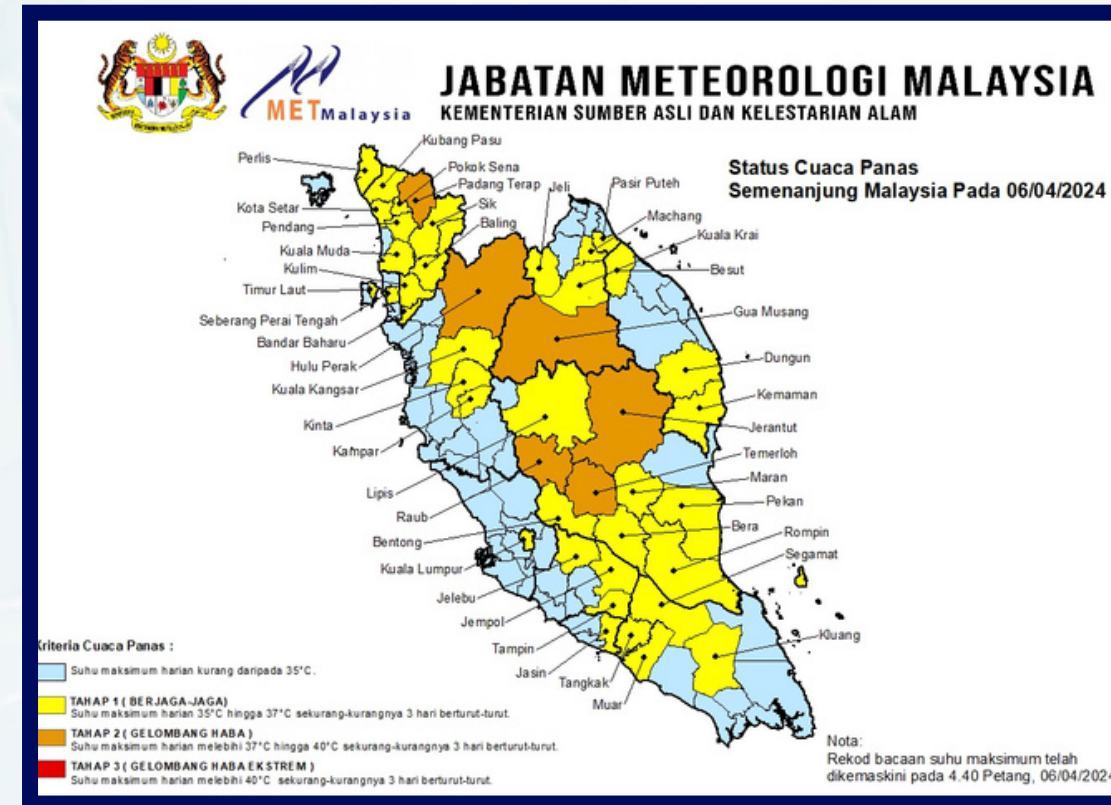 METMalaysia
JABATAN METEOROLOGI MALAYSIA
KEMENTERIAN SUMBER ASLI DAN KELESTARIAN ALAM
Status Cuaca Panas
Semenanjung Malaysia Pada 06/04/2024
Kubang Pasu
Perlis
Pokok Sena
Padang Terap
Jeli
Pasir Puteh
Kota Setar
Sik
Machang
Pendang
Baling
Kuala Krai
Kuala Muda
Kulim
Besut
Timur Laut
Seberang Perai Tengah
Gua Musang
Bandar Baharu
Hulu Perak
Dungun
Kuala Kangsar
Kemaman
Kinta
Jerantut
Kampar
Temerloh
Maran
Lipis
Pekan
Raub
Bera
Rompin
Bentong
Segamat
Kuala Lumpur
Jelebu
Jempol
Kluang
Tampin
Jasin
Tangkak
Muar
Kriteria Cuaca Panas :
Suhu maksimum harian kurang daripada 35°C.
TAHAP 1 ( BERJAGA-JAGA)
Suhu maksimum harian 35°C hingga 37°C sekurang-kurangnya 3 hari berturut-turut.
TAHAP 2 ( GELOMBANG HABA )
Suhu maksimum harian melebihi 37°C hingga 40°C sekurang-kurangnya 3 hari berturut-turut.
TAHAP 3 ( GELOMBANG HABA EKSTREM )
Suhu maksimum harian melebihi 40°C sekurang-kurangnya 3 hari berturut-turut.
Nota:
Rekod bacaan suhu maksimum telah
dikemaskini pada 4.40 Petang, 06/04/2024